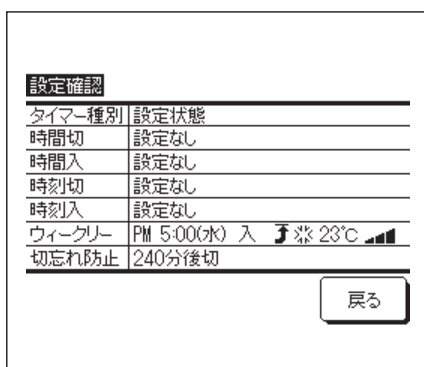 設定確認
タイマー種別 設定状態
時間切 設定なし
時間入 設定なし
時刻切 設定なし
時刻入 設定なし
ウィークリー PM 5:00(水) 入 23℃
切忘れ防止 240分後切
戻る